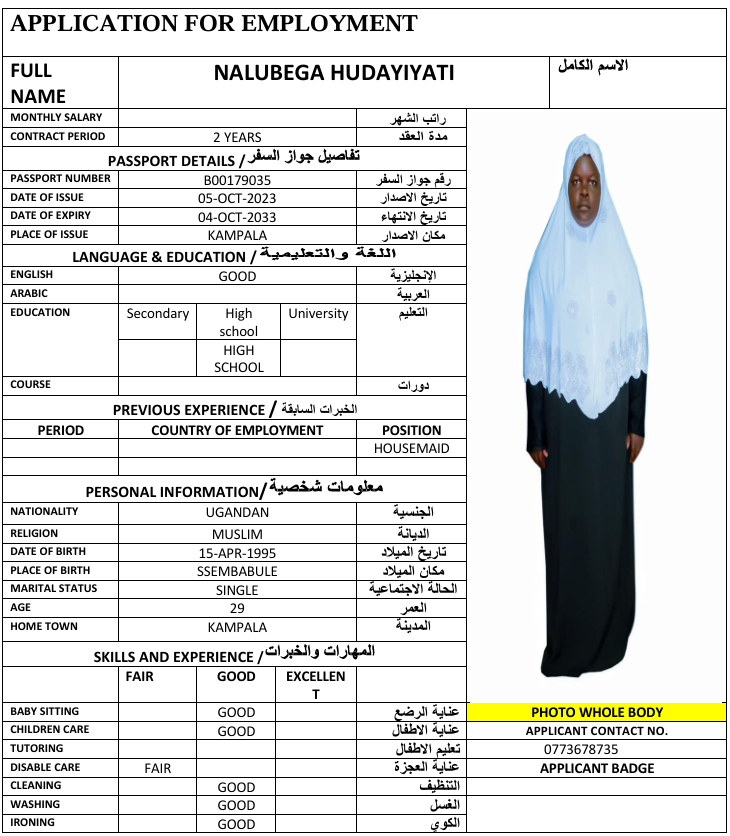 APPLICATION FOR EMPLOYMENT
FULL NAME
NALUBEGA HUDAYIYATI
الاسم الكامل
MONTHLY SALARY راتب الشهر
CONTRACT PERIOD 2 YEARS مدة العقد
PASSPORT DETAILS / تفاصيل جواز السفر
PASSPORT NUMBER B00179035 رقم جواز السفر
DATE OF ISSUE 05-OCT-2023 تاريخ الاصدار
DATE OF EXPIRY 04-OCT-2033 تاريخ الانتهاء
PLACE OF ISSUE KAMPALA مكان الاصدار
LANGUAGE & EDUCATION / اللغة والتعليمية
ENGLISH GOOD الإنجليزية
ARABIC العربية
EDUCATION Secondary High school University التعليم
HIGH SCHOOL
COURSE دورات
PREVIOUS EXPERIENCE / الخبرات السابقة
PERIOD COUNTRY OF EMPLOYMENT POSITION
HOUSEMAID
PERSONAL INFORMATION/ معلومات شخصية
NATIONALITY UGANDAN الجنسية
RELIGION MUSLIM الديانة
DATE OF BIRTH 15-APR-1995 تاريخ الميلاد
PLACE OF BIRTH SSEMBABULE مكان الميلاد
MARITAL STATUS SINGLE الحالة الاجتماعية
AGE 29 العمر
HOME TOWN KAMPALA المدينة
SKILLS AND EXPERIENCE / المهارات والخبرات
FAIR GOOD EXCELLEN
T
BABY SITTING GOOD عناية الرضع
PHOTO WHOLE BODY
CHILDREN CARE GOOD عناية الاطفال
APPLICANT CONTACT NO.
TUTORING تعليم الاطفال
0773678735
DISABLE CARE FAIR عناية العجزة
APPLICANT BADGE
CLEANING GOOD التنظيف
WASHING GOOD الغسل
IRONING GOOD الكوي